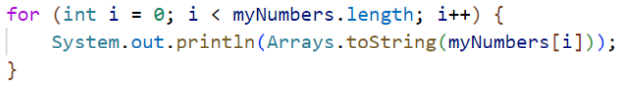 for (int i = 0; i < myNumbers.length; i++) {
    System.out.println(Arrays.toString(myNumbers[i]));
}